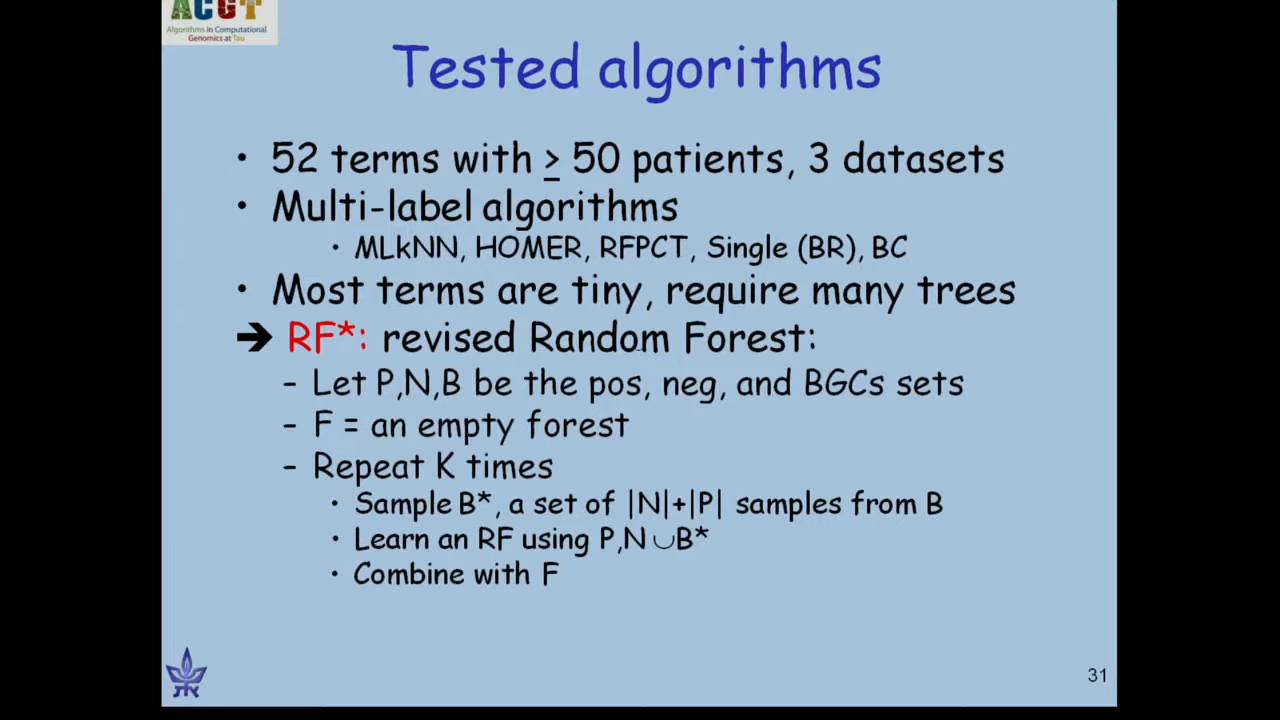 ACGT
Algorithms in Computational
Genomics at Tau
Tested algorithms
• 52 terms with ≥ 50 patients, 3 datasets
• Multi-label algorithms
• MLkNN, HOMER, RFPCT, Single (BR), BC
• Most terms are tiny, require many trees
➔ RF*: revised Random Forest:
– Let P,N,B be the pos, neg, and BGCs sets
– F = an empty forest
– Repeat K times
• Sample B*, a set of |N|+|P| samples from B
• Learn an RF using P,N∪B*
• Combine with F
31